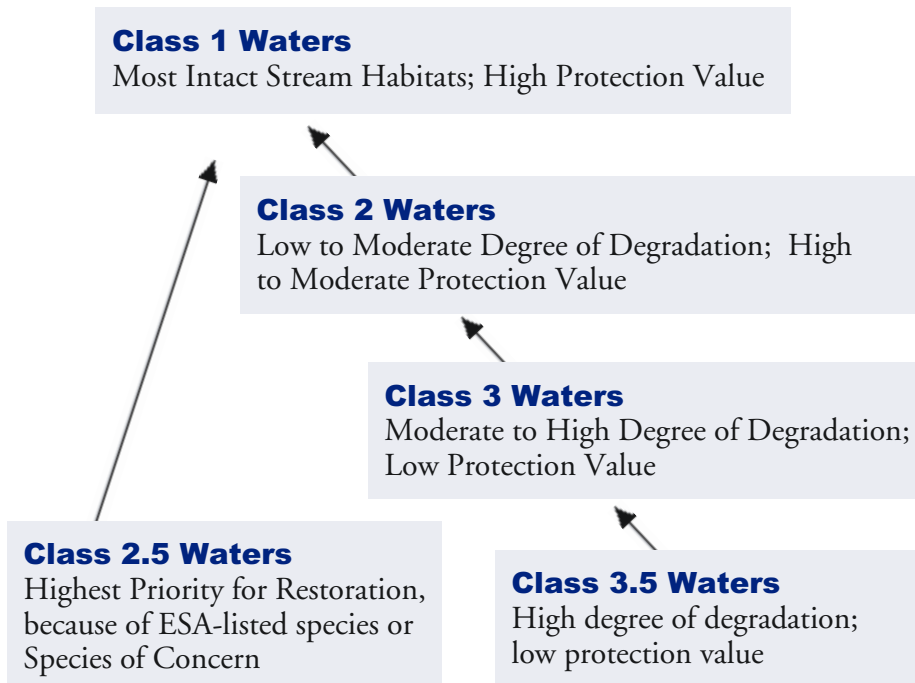 Class 1 Waters
Most Intact Stream Habitats; High Protection Value
Class 2 Waters
Low to Moderate Degree of Degradation;  High
to Moderate Protection Value
Class 3 Waters
Moderate to High Degree of Degradation;
Low Protection Value
Class 2.5 Waters
Highest Priority for Restoration,
because of ESA-listed species or
Species of Concern
Class 3.5 Waters
High degree of degradation;
low protection value